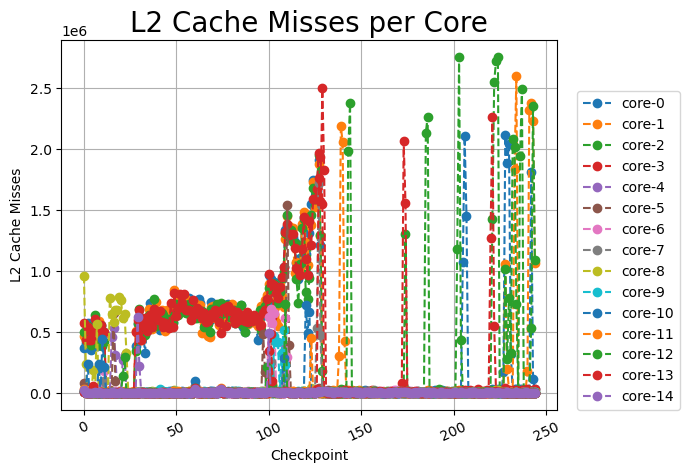 L2 Cache Misses per Core
1e6
2.5
2.0
1.5
1.0
0.5
0.0
L2 Cache Misses
0
50
100
150
200
250
Checkpoint
core-0
core-1
core-2
core-3
core-4
core-5
core-6
core-7
core-8
core-9
core-10
core-11
core-12
core-13
core-14